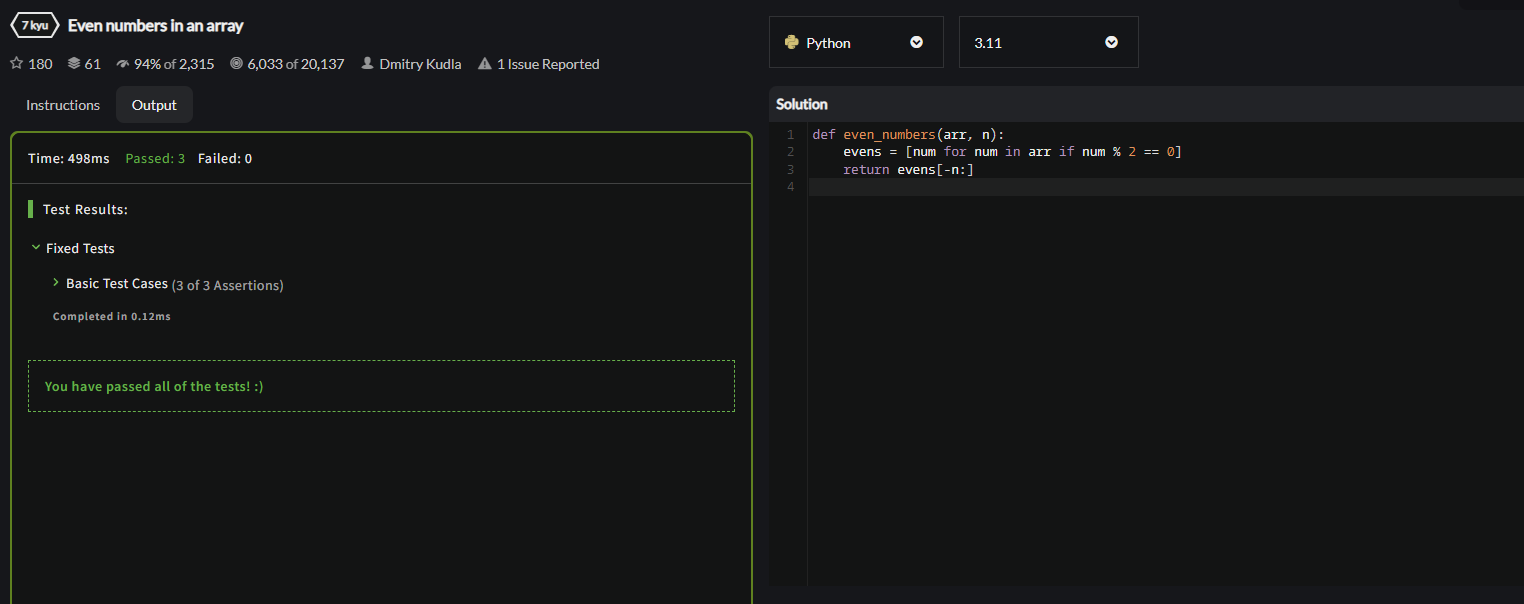 7 kyu Even numbers in an array
180 61 94% of 2,315 6,033 of 20,137 Dmitry Kudla 1 Issue Reported
Instructions Output
Time: 498ms Passed: 3 Failed: 0
Test Results:
Fixed Tests
Basic Test Cases (3 of 3 Assertions)
Completed in 0.12ms
You have passed all of the tests! :)
Python 3.11
Solution
1 def even_numbers(arr, n):
2     evens = [num for num in arr if num % 2 == 0]
3     return evens[-n:]
4